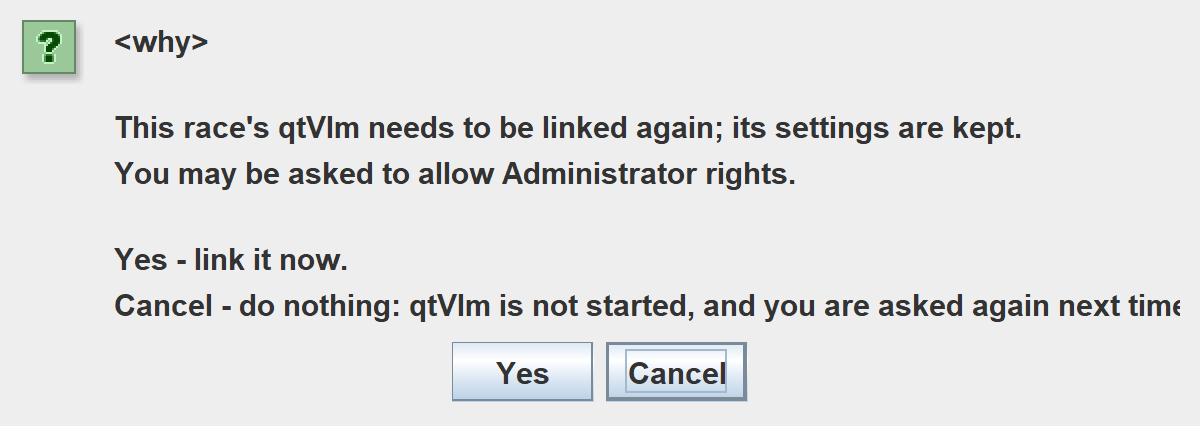 ?
<why>
This race's qtVlm needs to be linked again; its settings are kept.
You may be asked to allow Administrator rights.
Yes - link it now.
Cancel - do nothing: qtVlm is not started, and you are asked again next time
Yes
Cancel